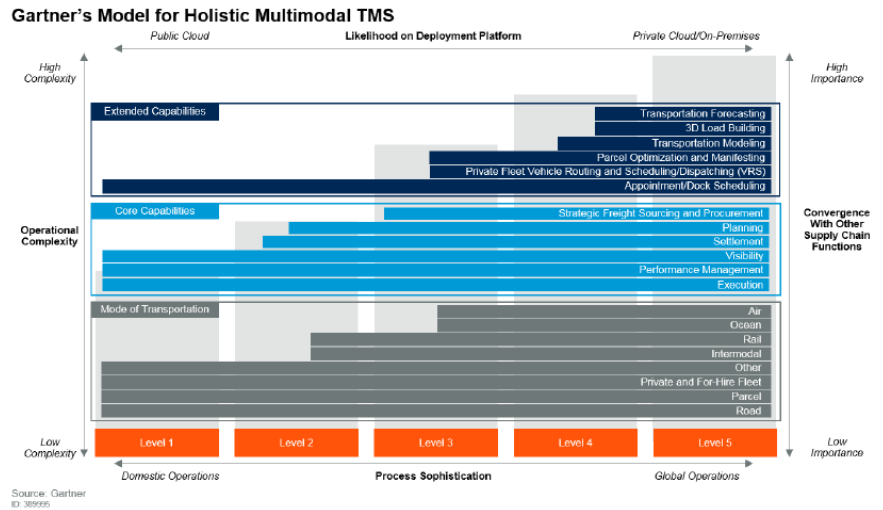 Gartner's Model for Holistic Multimodal TMS
Public Cloud
Likelihood on Deployment Platform
Private Cloud/On-Premises
High
Complexity
High
Importance
Extended Capabilities
Transportation Forecasting
3D Load Building
Transportation Modeling
Parcel Optimization and Manifesting
Private Fleet Vehicle Routing and Scheduling/Dispatching (VRS)
Appointment/Dock Scheduling
Operational
Complexity
Core Capabilities
Strategic Freight Sourcing and Procurement
Planning
Settlement
Visibility
Performance Management
Execution
Convergence
With Other
Supply Chain
Functions
Mode of Transportation
Air
Ocean
Rail
Intermodal
Other
Private and For-Hire Fleet
Parcel
Road
Low
Complexity
Level 1
Level 2
Level 3
Level 4
Level 5
Low
Importance
Domestic Operations
Process Sophistication
Global Operations
Source: Gartner
ID: 389995